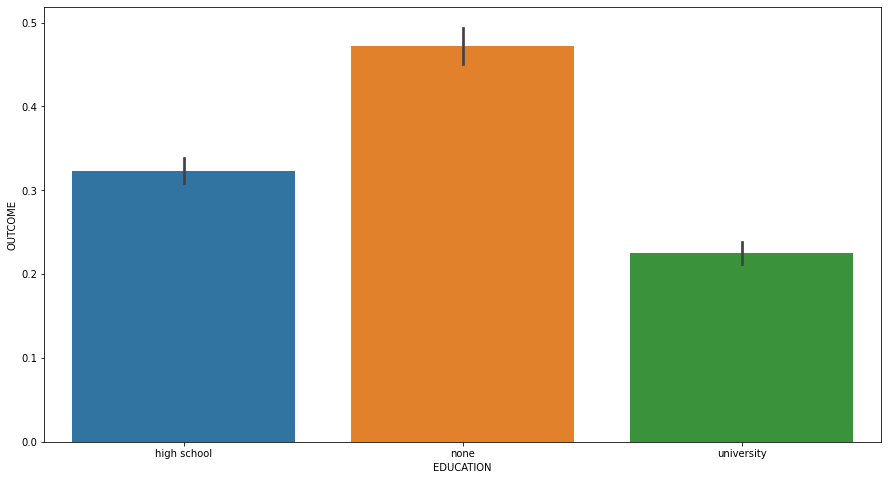 0.5
0.4
0.3
0.2
0.1
0.0
OUTCOME
high school
none
university
EDUCATION